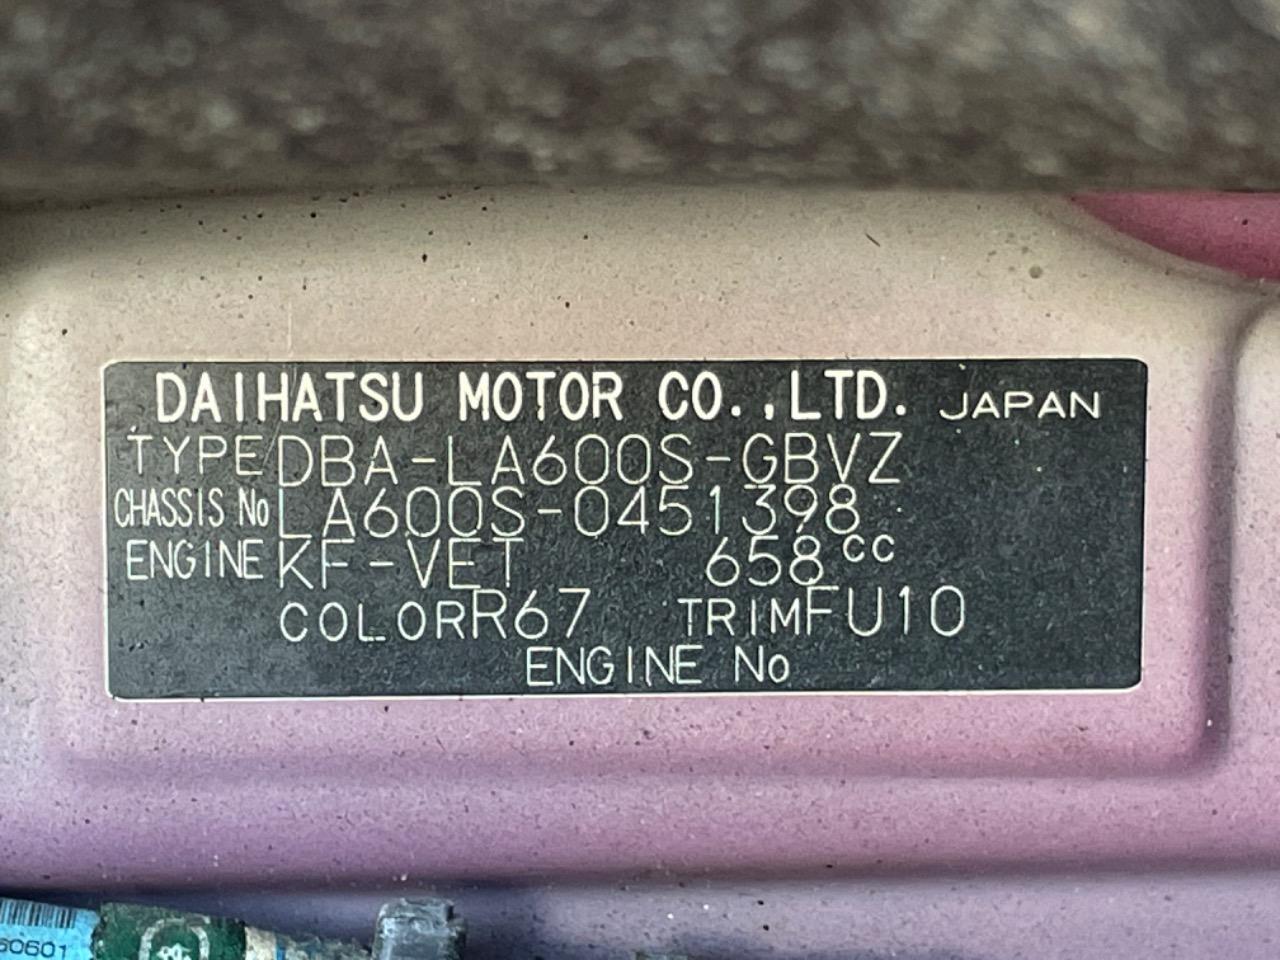 DAIHATSU MOTOR CO.,LTD. JAPAN
TYPE DBA-LA600S-GBVZ
CHASSIS No LA600S-0451398
ENGINE KF-VET 658cc
COLOR R67 TRIM FU10
ENGINE No
60601